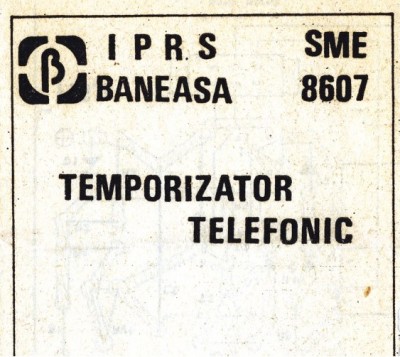 I P R S SME
BANEASA 8607
TEMPORIZATOR
TELEFONIC